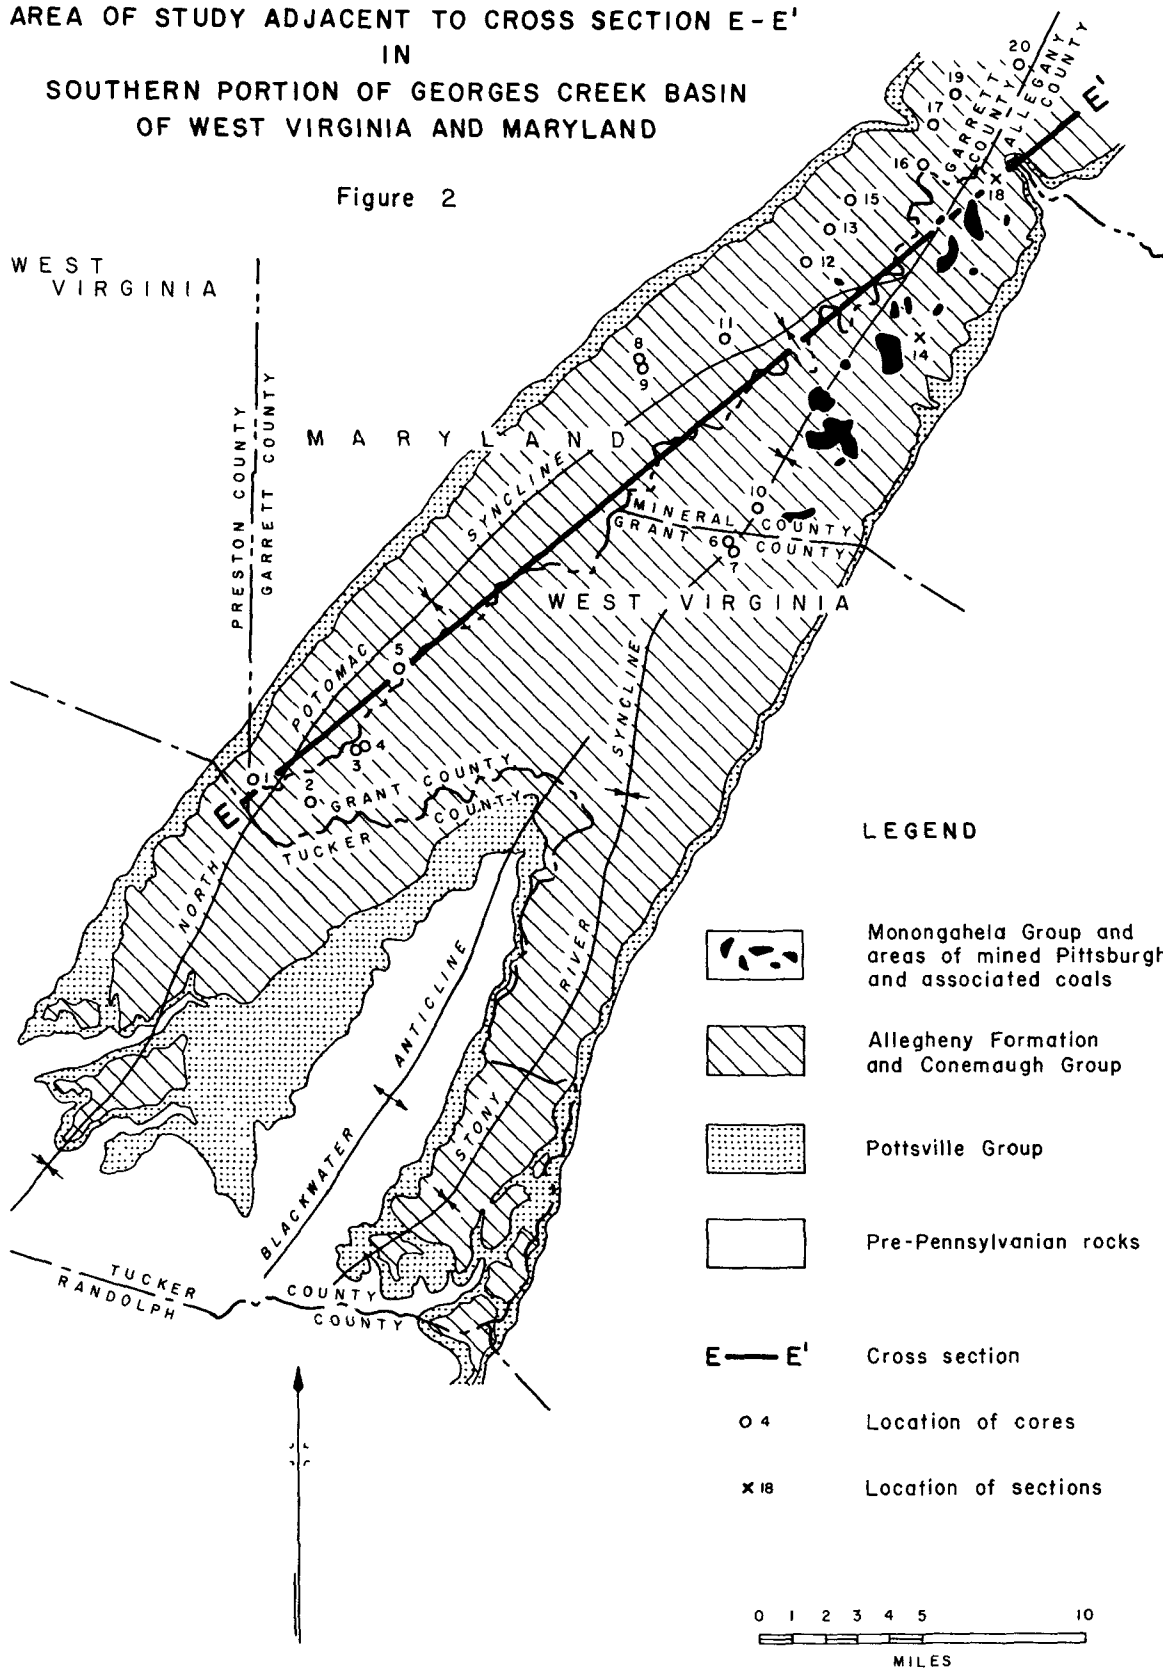 AREA OF STUDY ADJACENT TO CROSS SECTION E-E'
IN
SOUTHERN PORTION OF GEORGES CREEK BASIN
OF WEST VIRGINIA AND MARYLAND
Figure 2
WEST
VIRGINIA
PRESTON COUNTY
GARRETT COUNTY
MARYLAND
GARRETT
COUNTY
ALLEGANY
COUNTY
E'
20
19
17
16
18
15
13
12
11
14
8
9
10
MINERAL COUNTY
GRANT COUNTY
6
7
WEST VIRGINIA
5
4
3
2
1
E
GRANT COUNTY
TUCKER COUNTY
NORTH POTOMAC SYNCLINE
BLACKWATER ANTICLINE
STONY RIVER SYNCLINE
TUCKER COUNTY
RANDOLPH COUNTY
LEGEND
Monongahela Group and
areas of mined Pittsburgh
and associated coals
Allegheny Formation
and Conemaugh Group
Pottsville Group
Pre-Pennsylvanian rocks
E E' Cross section
4 Location of cores
x 18 Location of sections
0 1 2 3 4 5 10
MILES